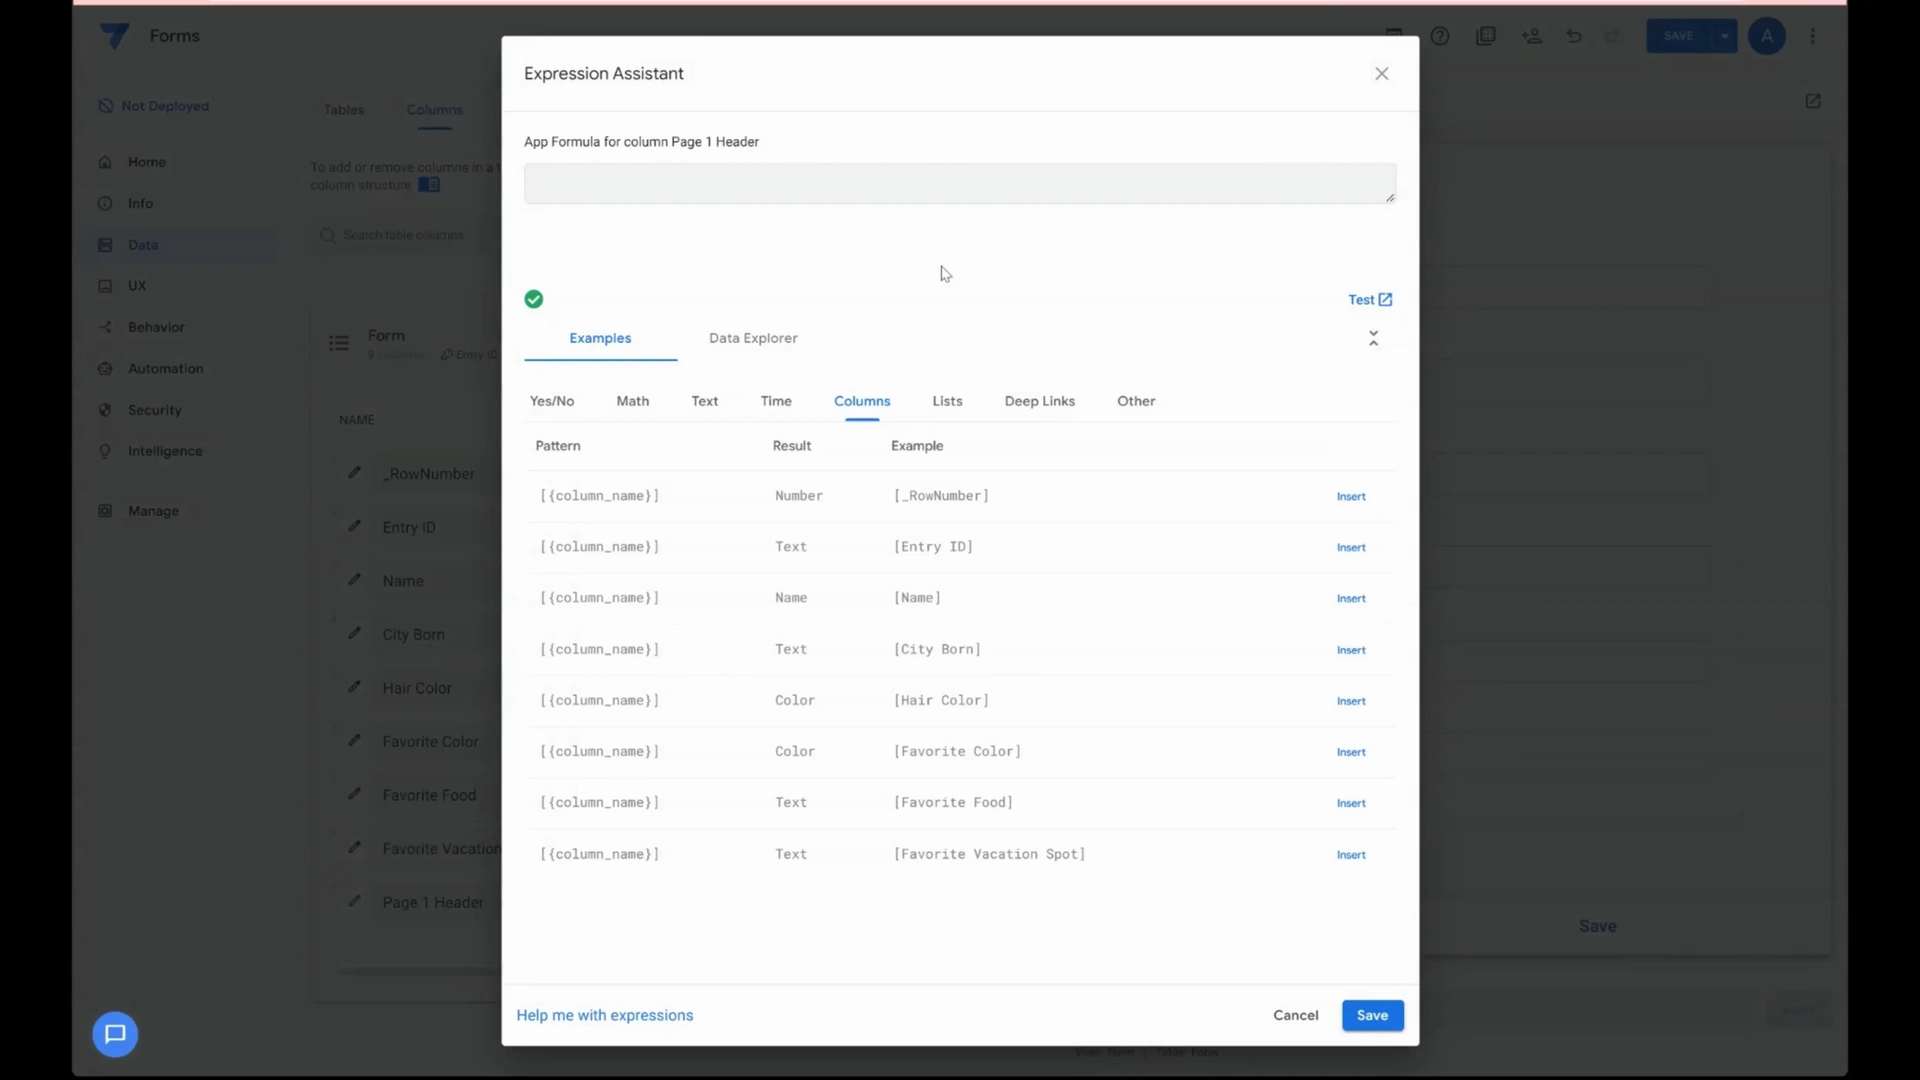 Forms
SAVE
A
Not Deployed
Tables
Columns
To add or remove columns in a t
column structure
Search table columns
Home
Info
Data
UX
Behavior
Automation
Security
Intelligence
Manage
Form
Entry ID
NAME
_RowNumber
Entry ID
Name
City Born
Hair Color
Favorite Color
Favorite Food
Favorite Vacation
Page 1 Header
Expression Assistant
App Formula for column Page 1 Header
Test
Examples
Data Explorer
Yes/No Math Text Time Columns Lists Deep Links Other
Pattern Result Example
[{column_name}] Number [_RowNumber] Insert
[{column_name}] Text [Entry ID] Insert
[{column_name}] Name [Name] Insert
[{column_name}] Text [City Born] Insert
[{column_name}] Color [Hair Color] Insert
[{column_name}] Color [Favorite Color] Insert
[{column_name}] Text [Favorite Food] Insert
[{column_name}] Text [Favorite Vacation Spot] Insert
Help me with expressions
Cancel
Save
Save